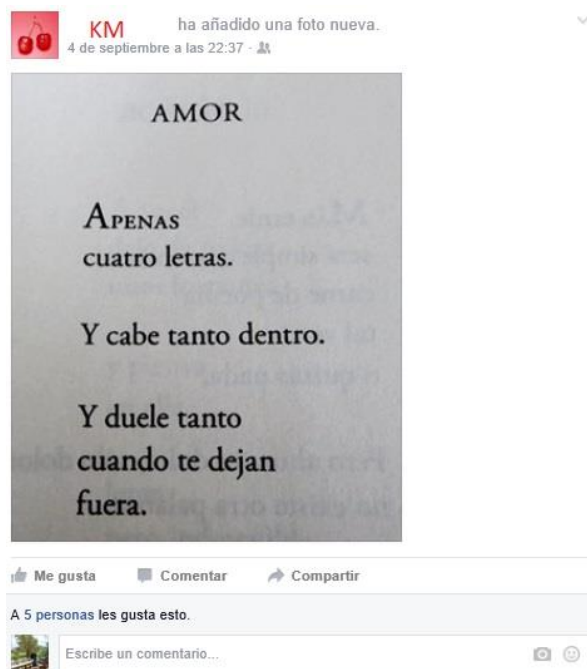 KM ha añadido una foto nueva.
4 de septiembre a las 22:37 ·
AMOR
APENAS
cuatro letras.
Y cabe tanto dentro.
Y duele tanto
cuando te dejan
fuera.
Me gusta Comentar Compartir
A 5 personas les gusta esto.
Escribe un comentario...